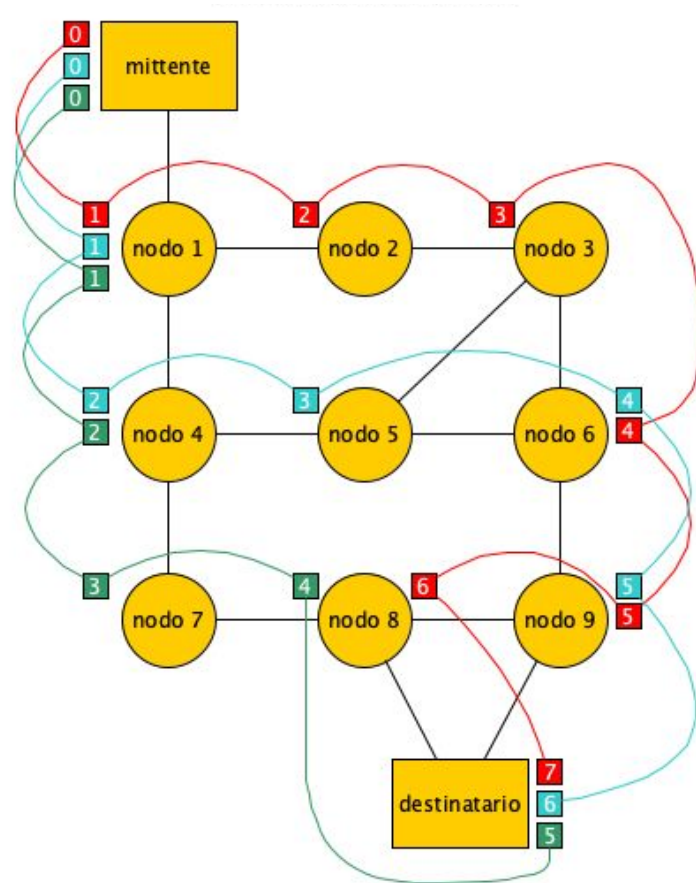 0
mittente
0
0
1
2
3
nodo 1
nodo 2
nodo 3
1
1
2
3
4
nodo 4
nodo 5
nodo 6
2
4
3
4
6
5
nodo 7
nodo 8
nodo 9
5
7
destinatario
6
5